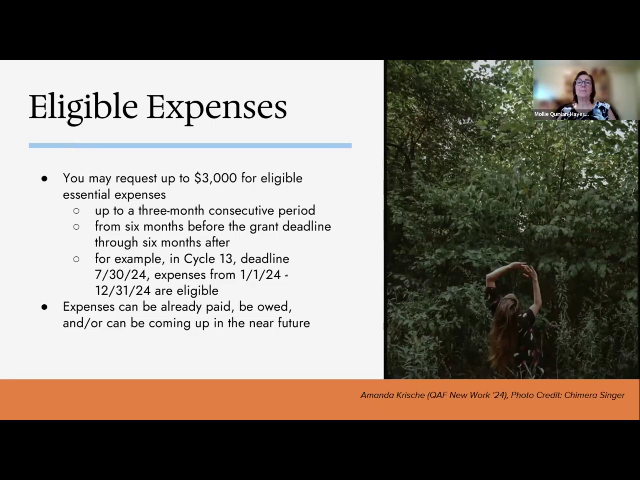 Eligible Expenses
● You may request up to $3,000 for eligible
essential expenses
○ up to a three-month consecutive period
○ from six months before the grant deadline
through six months after
○ for example, in Cycle 13, deadline
7/30/24, expenses from 1/1/24 -
12/31/24 are eligible
● Expenses can be already paid, be owed,
and/or can be coming up in the near future
Mollie
Amanda Krische (QAF New Work '24), Photo Credit: Chimera Singer